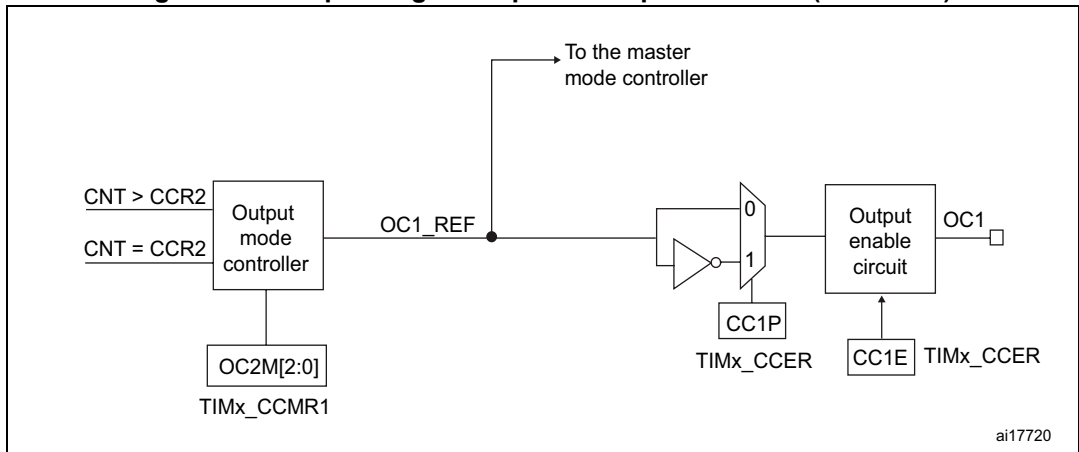 To the master
mode controller
CNT > CCR2
CNT = CCR2
Output
mode
controller
OC1_REF
0
1
Output
enable
circuit
OC1
CC1P
TIMx_CCER
CC1E
TIMx_CCER
OC2M[2:0]
TIMx_CCMR1
ai17720